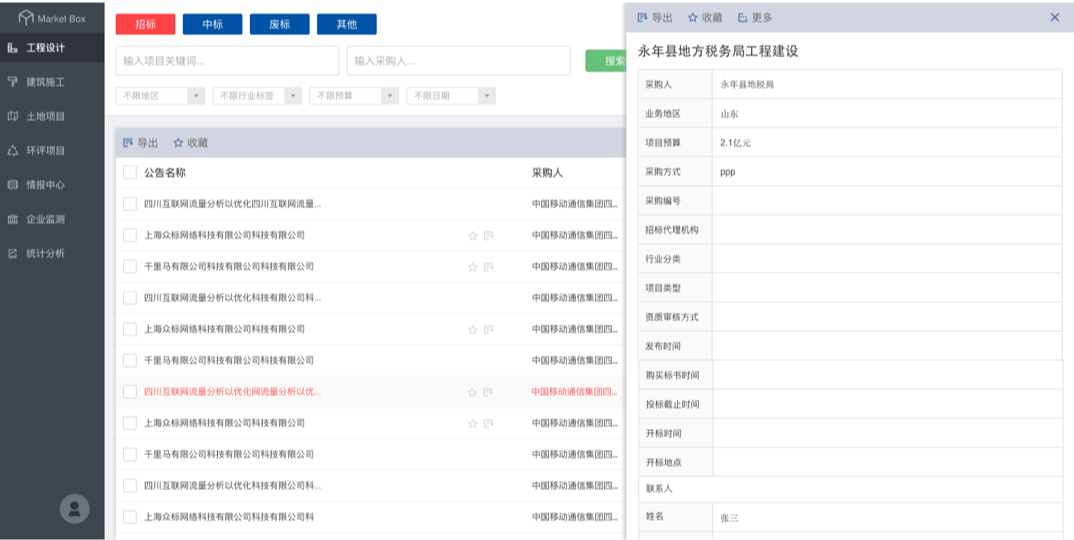 Market Box
工程设计
建筑施工
土地项目
环评项目
情报中心
企业监测
统计分析
招标 中标 废标 其他
输入项目关键词... 输入采购人... 搜索
不限地区 不限行业标签 不限预算 不限日期
导出 收藏
公告名称 采购人
四川互联网流量分析以优化四川互联网流量... 中国移动通信集团四...
上海众标网络科技有限公司科技有限公司 中国移动通信集团四...
千里马有限公司科技有限公司科技有限公司 中国移动通信集团四...
四川互联网流量分析以优化科技有限公司科... 中国移动通信集团四...
上海众标网络科技有限公司科技有限公司 中国移动通信集团四...
千里马有限公司科技有限公司科技有限公司 中国移动通信集团四...
四川互联网流量分析以优化网流量分析以优... 中国移动通信集团四...
上海众标网络科技有限公司科技有限公司 中国移动通信集团四...
千里马有限公司科技有限公司科技有限公司 中国移动通信集团四...
四川互联网流量分析以优化科技有限公司科... 中国移动通信集团四...
上海众标网络科技有限公司科技有限公司科 中国移动通信集团四...
导出 收藏 更多
永年县地方税务局工程建设
采购人 永年县地税局
业务地区 山东
项目预算 2.1亿元
采购方式 ppp
采购编号
招标代理机构
行业分类
项目类型
资质审核方式
发布时间
购买标书时间
投标截止时间
开标时间
开标地点
联系人
姓名 张三